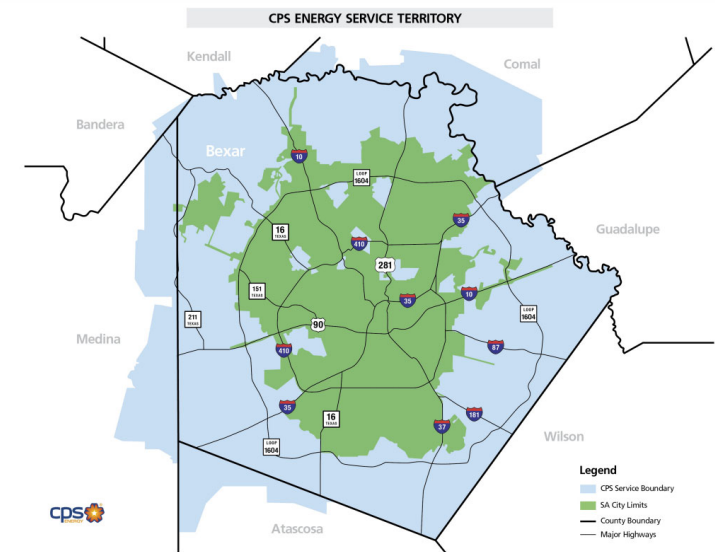 CPS ENERGY SERVICE TERRITORY
Kendall
Comal
Bandera
Bexar
10
LOOP
1604
35
16
TEXAS
Guadalupe
410
281
151
TEXAS
10
35
LOOP
1604
211
TEXAS
90
Medina
87
410
35
16
TEXAS
181
37
Wilson
LOOP
1604
Legend
CPS Service Boundary
SA City Limits
County Boundary
Major Highways
cps
ENERGY
Atascosa